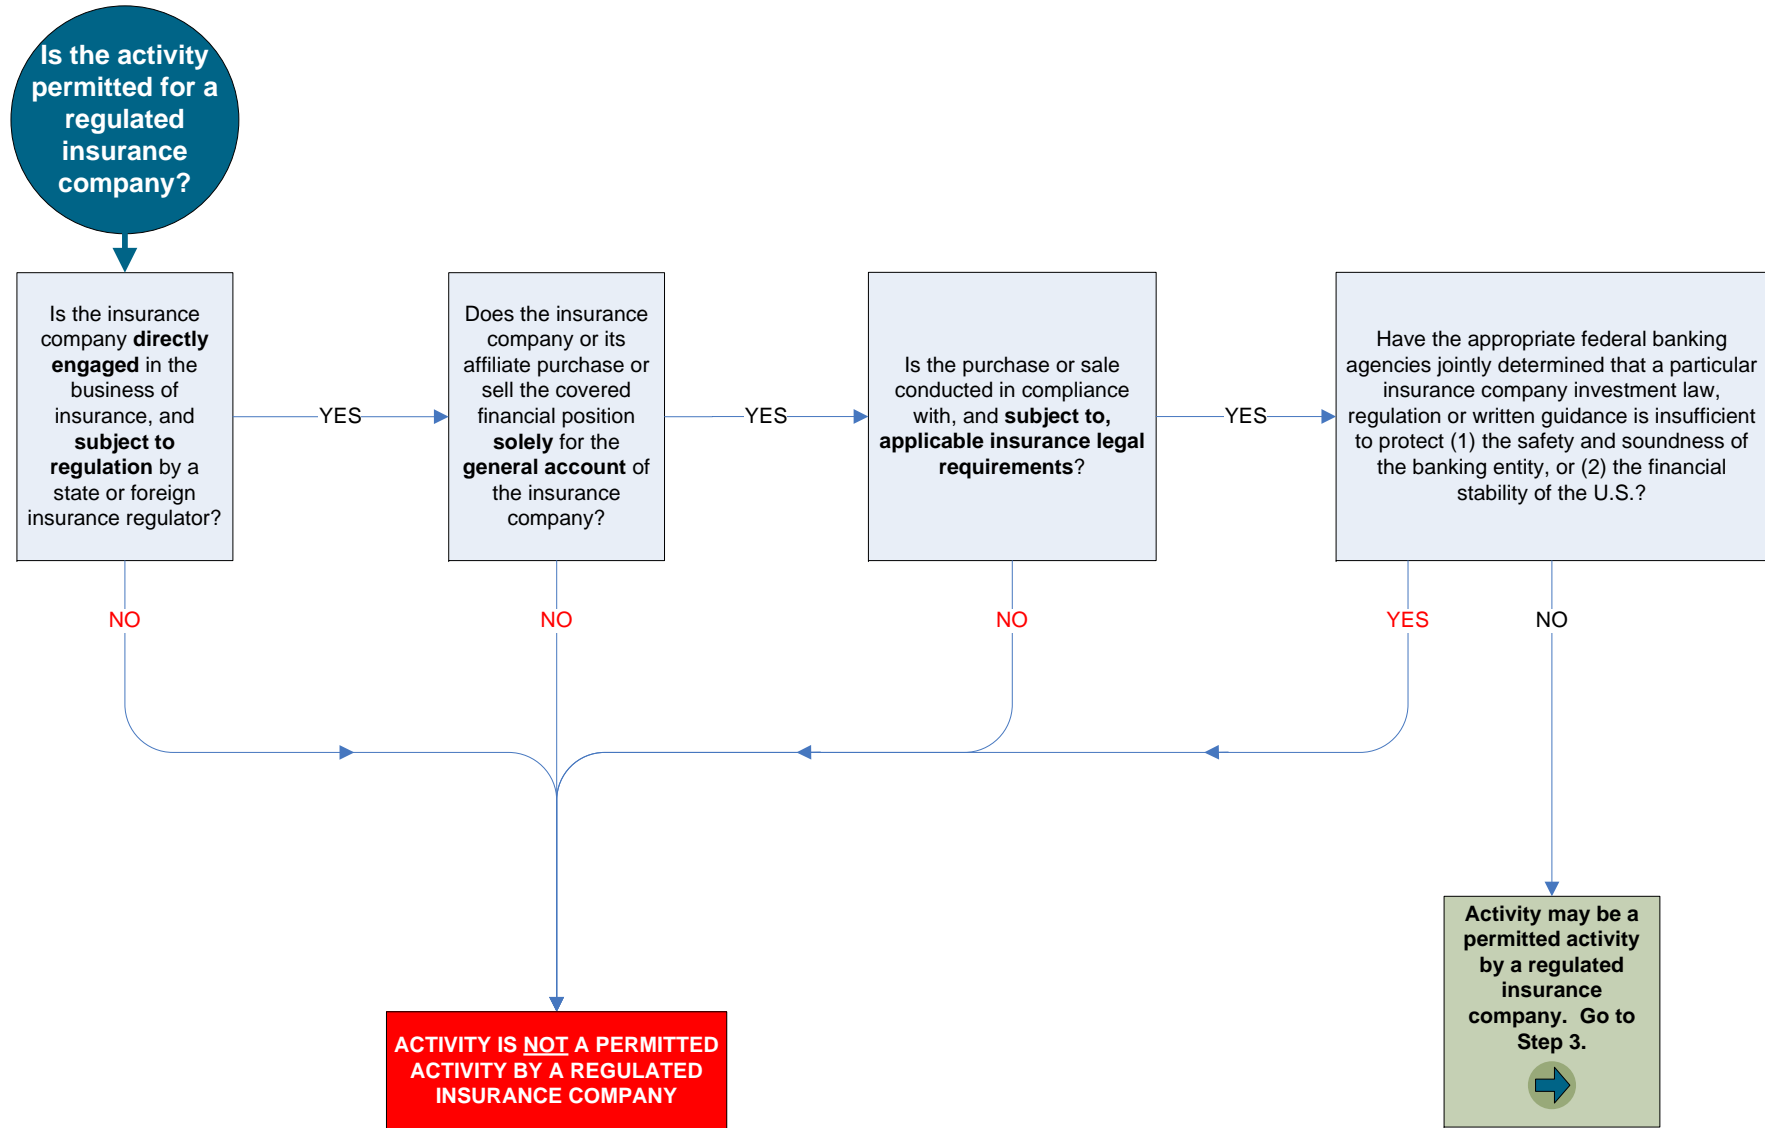 Is the activity
permitted for a
regulated
insurance
company?
Is the insurance
company directly
engaged in the
business of
insurance, and
subject to
regulation by a
state or foreign
insurance regulator?
YES
Does the insurance
company or its
affiliate purchase or
sell the covered
financial position
solely for the
general account of
the insurance
company?
YES
Is the purchase or sale
conducted in compliance
with, and subject to,
applicable insurance legal
requirements?
YES
Have the appropriate federal banking
agencies jointly determined that a particular
insurance company investment law,
regulation or written guidance is insufficient
to protect (1) the safety and soundness of
the banking entity, or (2) the financial
stability of the U.S.?
NO
NO
NO
YES
NO
Activity may be a
permitted activity
by a regulated
insurance
company.  Go to
Step 3.
ACTIVITY IS NOT A PERMITTED
ACTIVITY BY A REGULATED
INSURANCE COMPANY